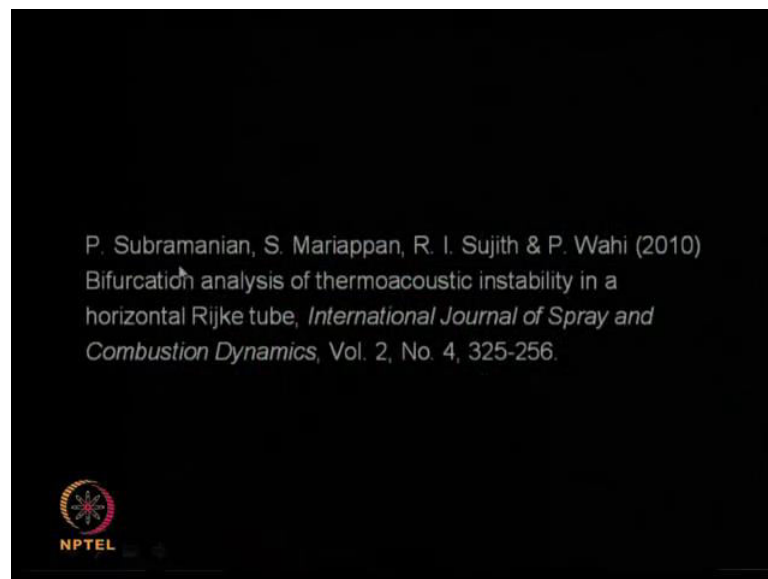 P. Subramanian, S. Mariappan, R. I. Sujith & P. Wahi (2010)
Bifurcation analysis of thermoacoustic instability in a
horizontal Rijke tube, International Journal of Spray and
Combustion Dynamics, Vol. 2, No. 4, 325-256.
NPTEL